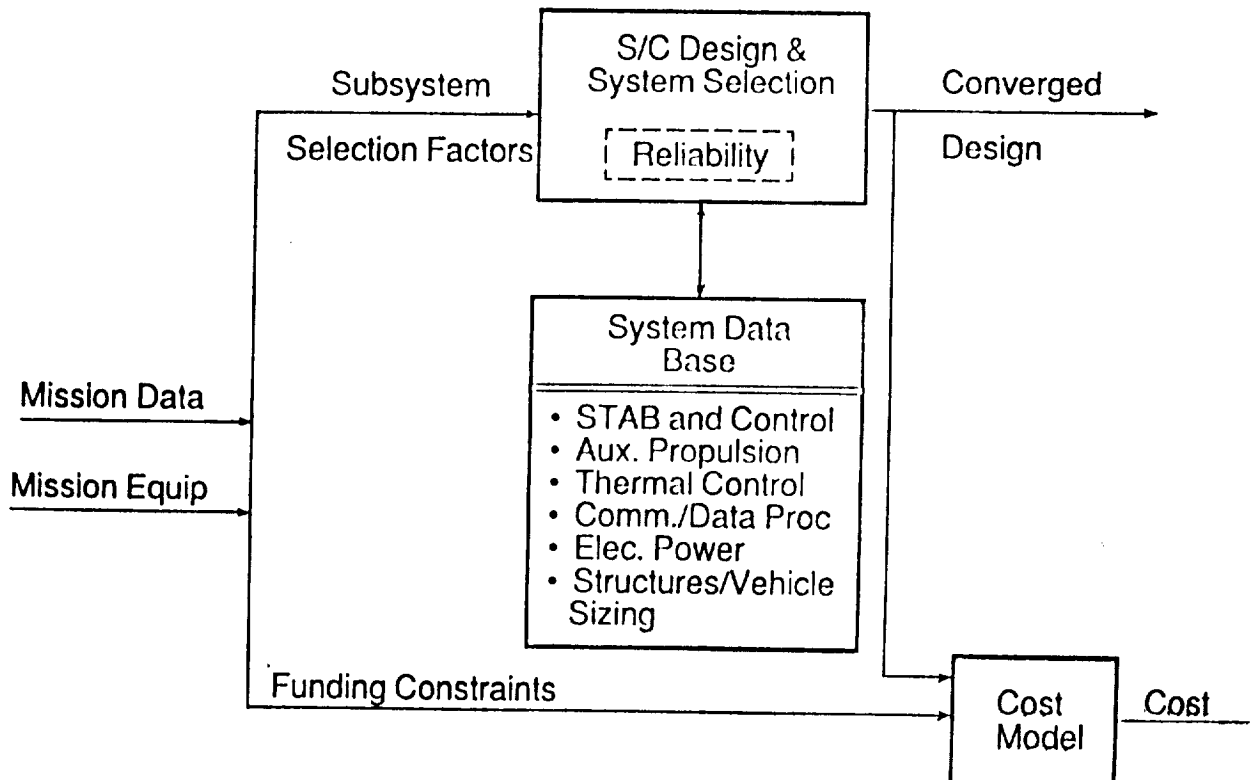 S/C Design &
System Selection
Reliability
Subsystem
Selection Factors
Converged
Design
System Data
Base
• STAB and Control
• Aux. Propulsion
• Thermal Control
• Comm./Data Proc
• Elec. Power
• Structures/Vehicle
Sizing
Mission Data
Mission Equip
Funding Constraints
Cost
Model
Cost